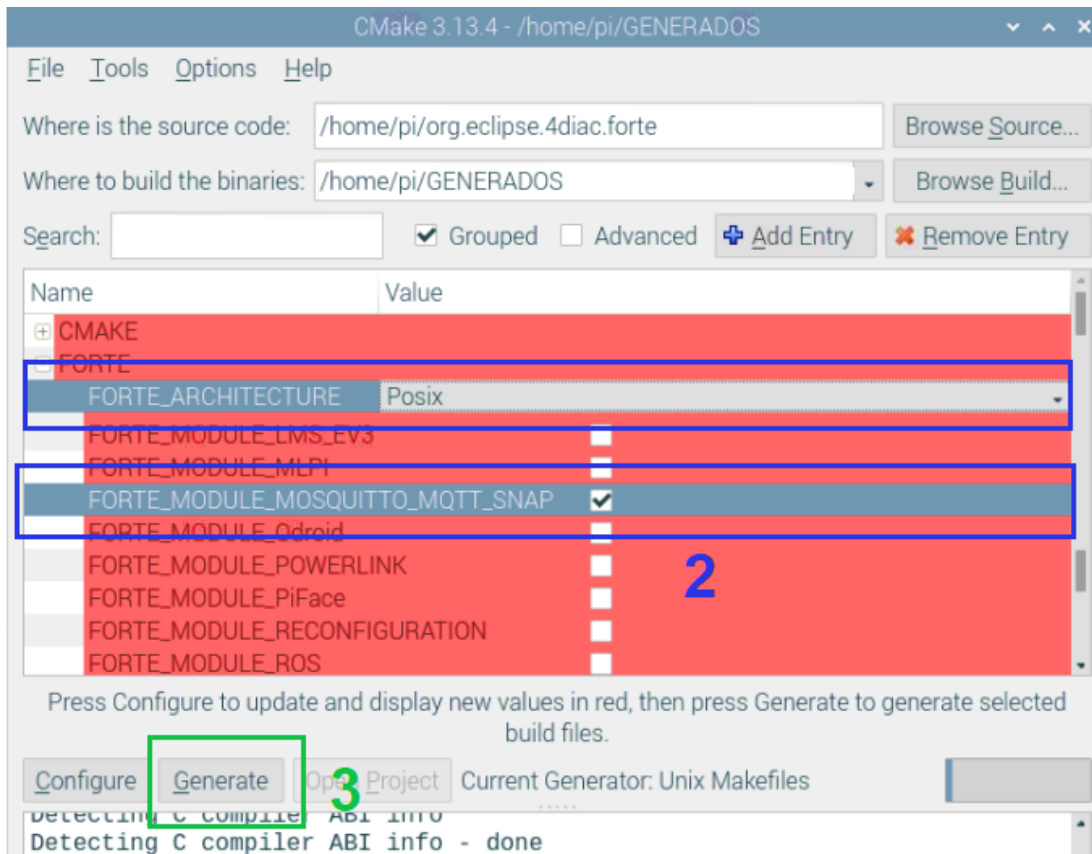 CMake 3.13.4 - /home/pi/GENERADOS
File Tools Options Help
Where is the source code: /home/pi/org.eclipse.4diac.forte Browse Source...
Where to build the binaries: /home/pi/GENERADOS Browse Build...
Search: Grouped Advanced Add Entry Remove Entry
Name Value
CMAKE
FORTE
FORTE_ARCHITECTURE Posix
FORTE_MODULE_LMS_EV3
FORTE_MODULE_MLPI
FORTE_MODULE_MOSQUITTO_MQTT_SNAP
FORTE_MODULE_Odroid
FORTE_MODULE_POWERLINK
2
FORTE_MODULE_PiFace
FORTE_MODULE_RECONFIGURATION
FORTE_MODULE_ROS
Press Configure to update and display new values in red, then press Generate to generate selected
build files.
Configure Generate 3 Open Project Current Generator: Unix Makefiles
Detecting C compiler ABI info
Detecting C compiler ABI info - done